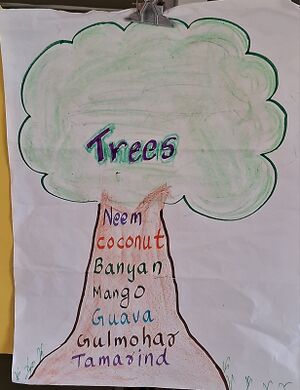 Trees
Neem
coconut
Banyan
Mango
Guava
Gulmohar
Tamarind